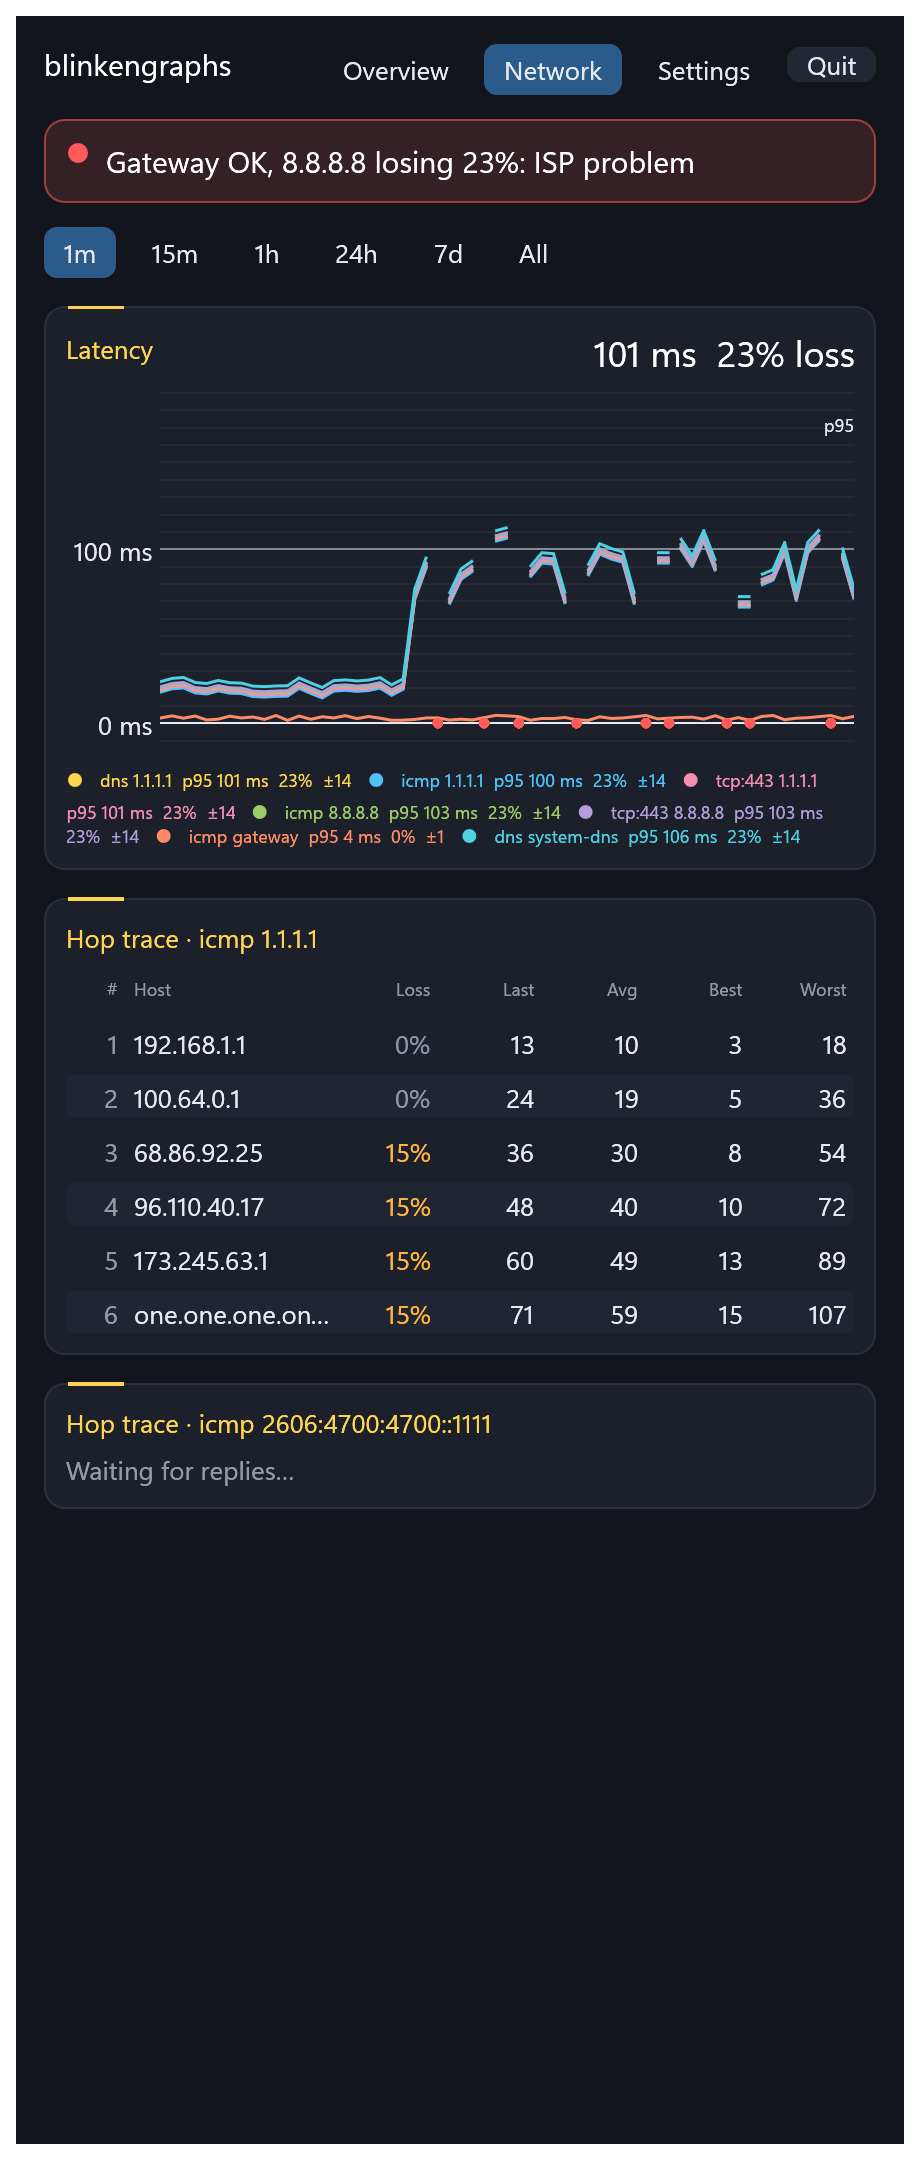 blinkengraphs Overview Network Settings Quit
Gateway OK, 8.8.8.8 losing 23%: ISP problem
1m 15m 1h 24h 7d All
Latency 101 ms 23% loss
p95
100 ms
0 ms
dns 1.1.1.1 p95 101 ms 23% ±14 icmp 1.1.1.1 p95 100 ms 23% ±14 tcp:443 1.1.1.1
p95 101 ms 23% ±14 icmp 8.8.8.8 p95 103 ms 23% ±14 tcp:443 8.8.8.8 p95 103 ms
23% ±14 icmp gateway p95 4 ms 0% ±1 dns system-dns p95 106 ms 23% ±14
Hop trace · icmp 1.1.1.1
# Host Loss Last Avg Best Worst
1 192.168.1.1 0% 13 10 3 18
2 100.64.0.1 0% 24 19 5 36
3 68.86.92.25 15% 36 30 8 54
4 96.110.40.17 15% 48 40 10 72
5 173.245.63.1 15% 60 49 13 89
6 one.one.one.on... 15% 71 59 15 107
Hop trace · icmp 2606:4700:4700::1111
Waiting for replies...